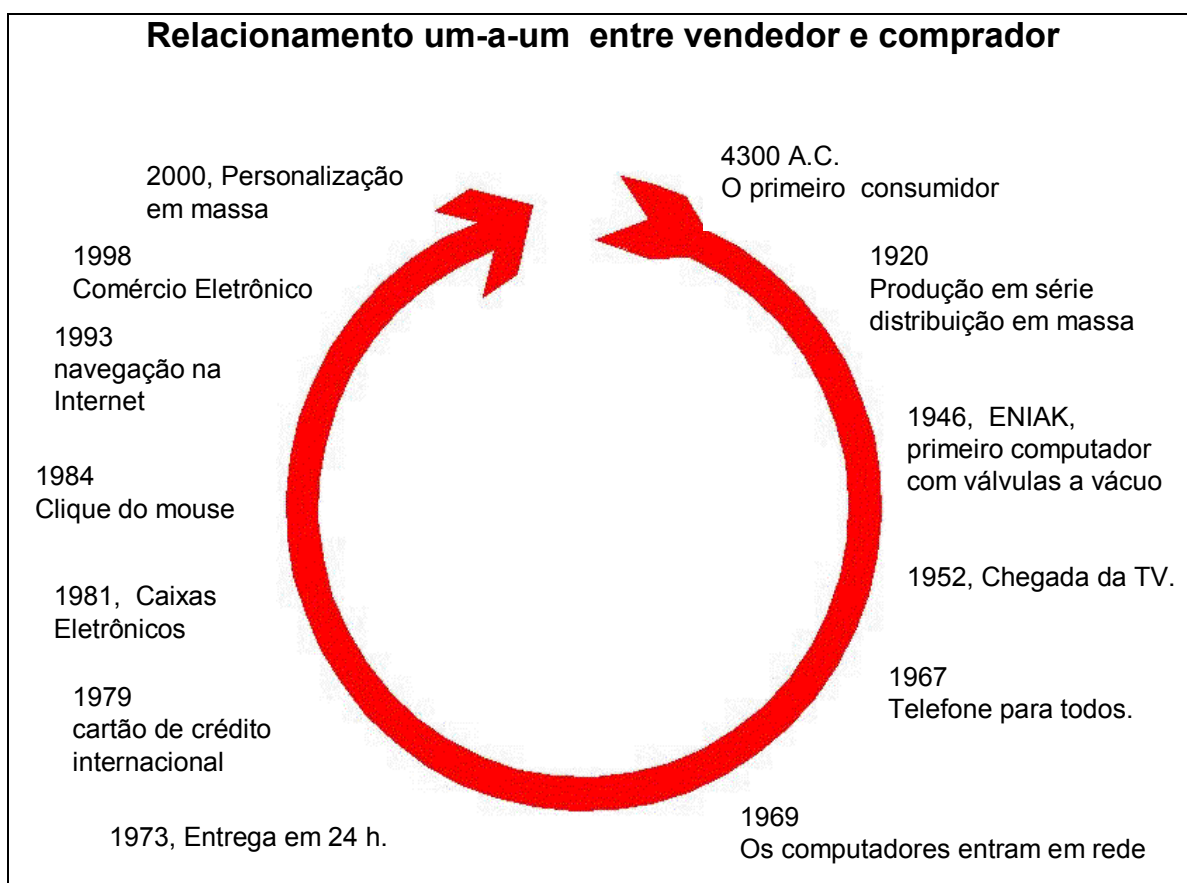 Relacionamento um-a-um entre vendedor e comprador
4300 A.C.
O primeiro consumidor
1920
Produção em série
distribuição em massa
1946, ENIAK,
primeiro computador
com válvulas a vácuo
1952, Chegada da TV.
1967
Telefone para todos.
1969
Os computadores entram em rede
1973, Entrega em 24 h.
1979
cartão de crédito
internacional
1981, Caixas
Eletrônicos
1984
Clique do mouse
1993
navegação na
Internet
1998
Comércio Eletrônico
2000, Personalização
em massa